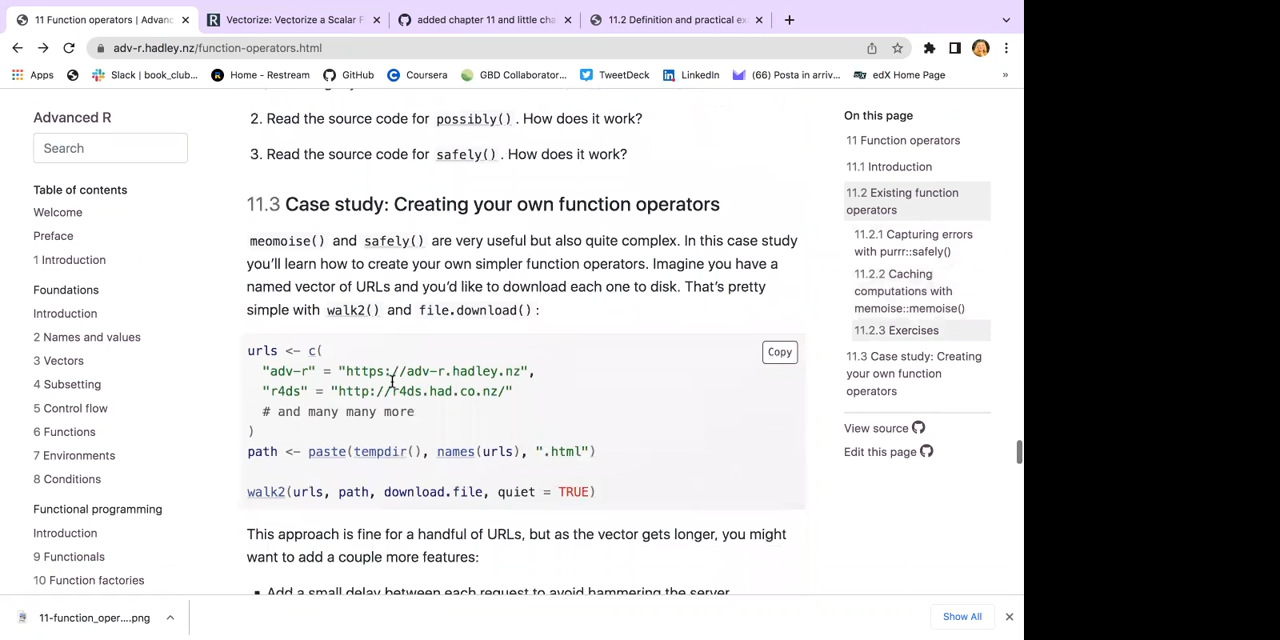 11 Function operators | Advanc
Vectorize: Vectorize a Scalar F
added chapter 11 and little cha
11.2 Definition and practical ex
adv-r.hadley.nz/function-operators.html
Apps
Slack | book_club...
Home - Restream
GitHub
Coursera
GBD Collaborator...
TweetDeck
LinkedIn
(66) Posta in arriv...
edX Home Page
»
Advanced R
Search
Table of contents
Welcome
Preface
1 Introduction
Foundations
Introduction
2 Names and values
3 Vectors
4 Subsetting
5 Control flow
6 Functions
7 Environments
8 Conditions
Functional programming
Introduction
9 Functionals
10 Function factories
2. Read the source code for possibly() . How does it work?
3. Read the source code for safely() . How does it work?
11.3 Case study: Creating your own function operators
meomoise() and safely() are very useful but also quite complex. In this case study
you'll learn how to create your own simpler function operators. Imagine you have a
named vector of URLs and you'd like to download each one to disk. That's pretty
simple with walk2() and file.download() :
Copy
urls <- c(
"adv-r" = "https://adv-r.hadley.nz",
"r4ds" = "http://r4ds.had.co.nz/"
# and many many more
)
path <- paste(tempdir(), names(urls), ".html")
walk2(urls, path, download.file, quiet = TRUE)
This approach is fine for a handful of URLs, but as the vector gets longer, you might
want to add a couple more features:
▪ Add a small delay between each request to avoid hammering the server
On this page
11 Function operators
11.1 Introduction
11.2 Existing function
operators
11.2.1 Capturing errors
with purrr::safely()
11.2.2 Caching
computations with
memoise::memoise()
11.2.3 Exercises
11.3 Case study: Creating
your own function
operators
View source
Edit this page
11-function_oper....png
Show All